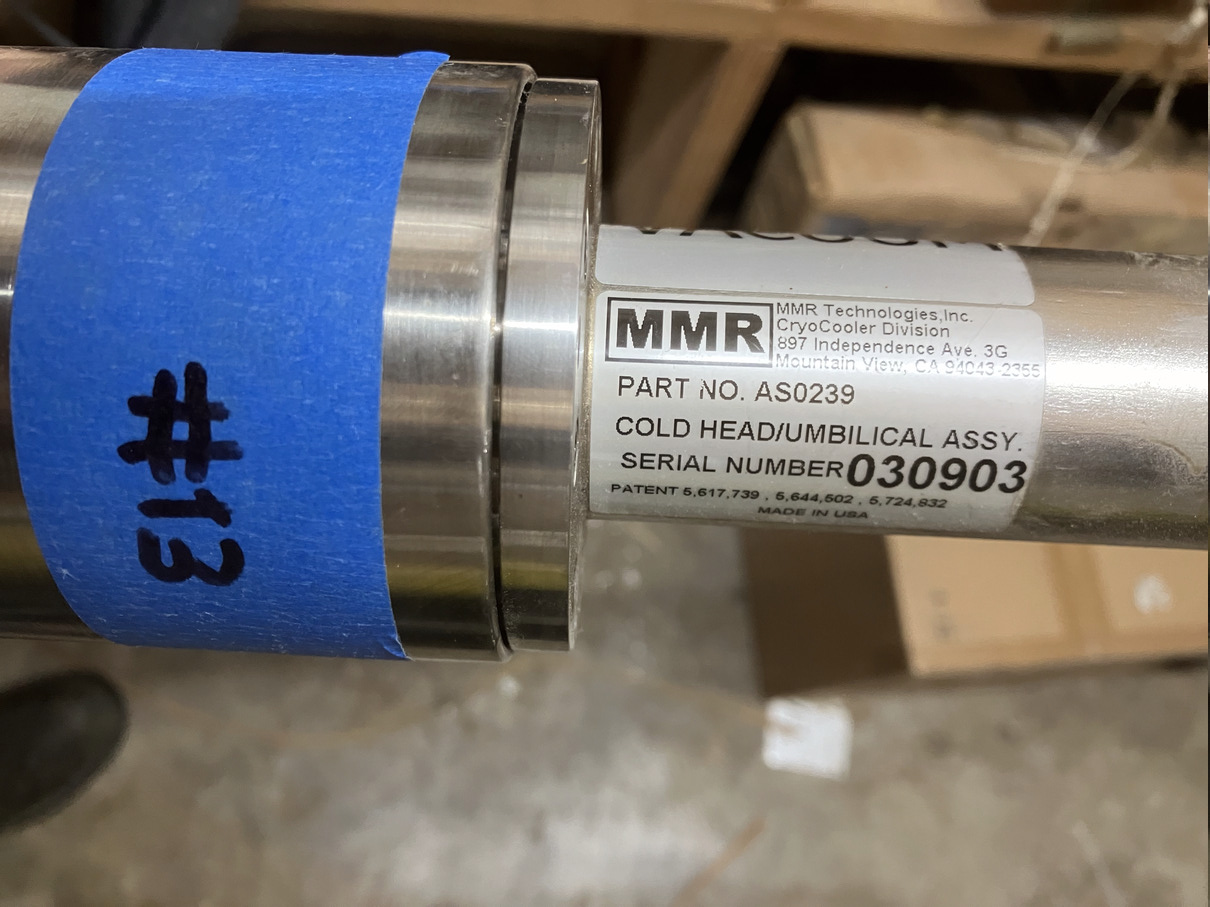 #13
VACUUM
MMR
MMR Technologies,Inc.
CryoCooler Division
897 Independence Ave. 3G
Mountain View, CA 94043-2355
PART NO. AS0239
COLD HEAD/UMBILICAL ASSY.
SERIAL NUMBER 030903
PATENT 5,617,739 , 5,644,502 , 5,724,832
MADE IN USA